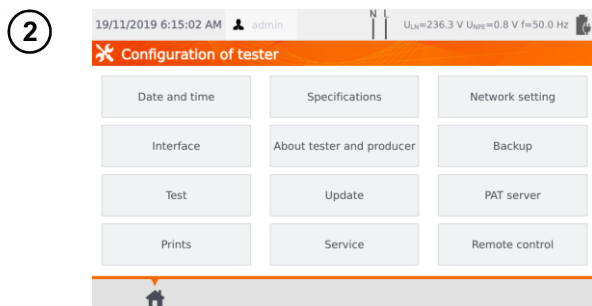 2
19/11/2019 6:15:02 AM admin N L U_LN=236.3 V U_NPE=0.8 V f=50.0 Hz
Configuration of tester
Date and time Specifications Network setting
Interface About tester and producer Backup
Test Update PAT server
Prints Service Remote control